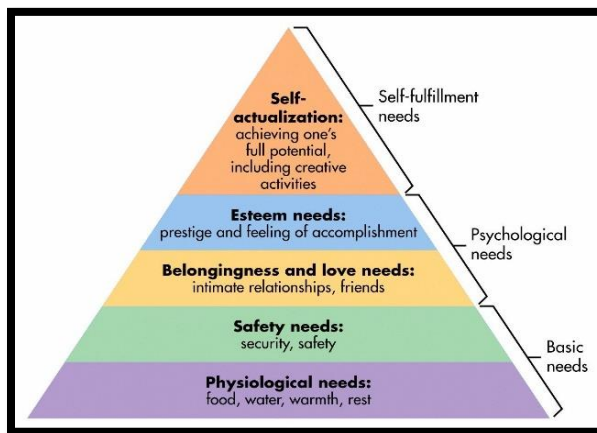 Self-
actualization:
achieving one's
full potential,
including creative
activities
Self-fulfillment
needs
Esteem needs:
prestige and feeling of accomplishment
Belongingness and love needs:
intimate relationships, friends
Psychological
needs
Safety needs:
security, safety
Physiological needs:
food, water, warmth, rest
Basic
needs